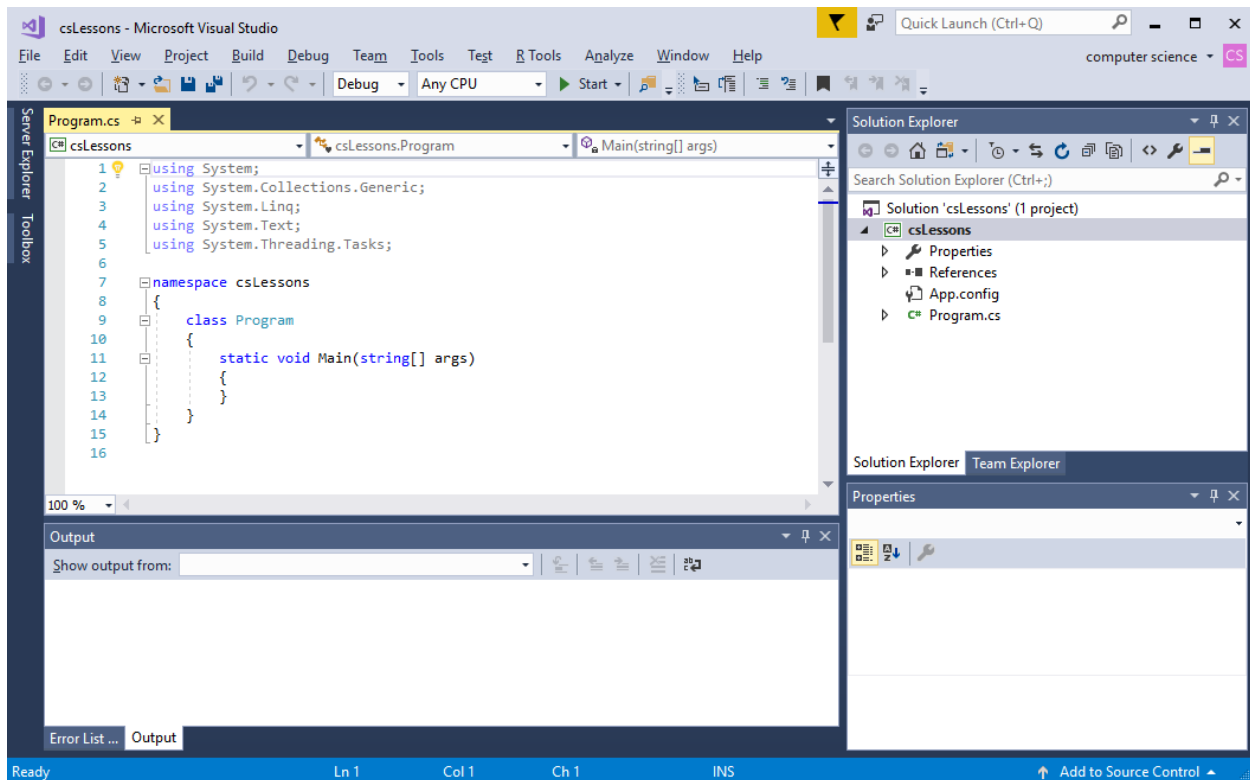 csLessons - Microsoft Visual Studio
Quick Launch (Ctrl+Q)
File Edit View Project Build Debug Team Tools Test R Tools Analyze Window Help
computer science CS
Debug Any CPU Start
Server Explorer
Toolbox
Program.cs
csLessons csLessons.Program Main(string[] args)
1 using System;
2 using System.Collections.Generic;
3 using System.Linq;
4 using System.Text;
5 using System.Threading.Tasks;
6
7 namespace csLessons
8 {
9 class Program
10 {
11 static void Main(string[] args)
12 {
13 }
14 }
15 }
16
100 %
Output
Show output from:
Error List ... Output
Solution Explorer
Search Solution Explorer (Ctrl+;)
Solution 'csLessons' (1 project)
C# csLessons
Properties
References
App.config
C# Program.cs
Solution Explorer Team Explorer
Properties
Ready Ln 1 Col 1 Ch 1 INS Add to Source Control